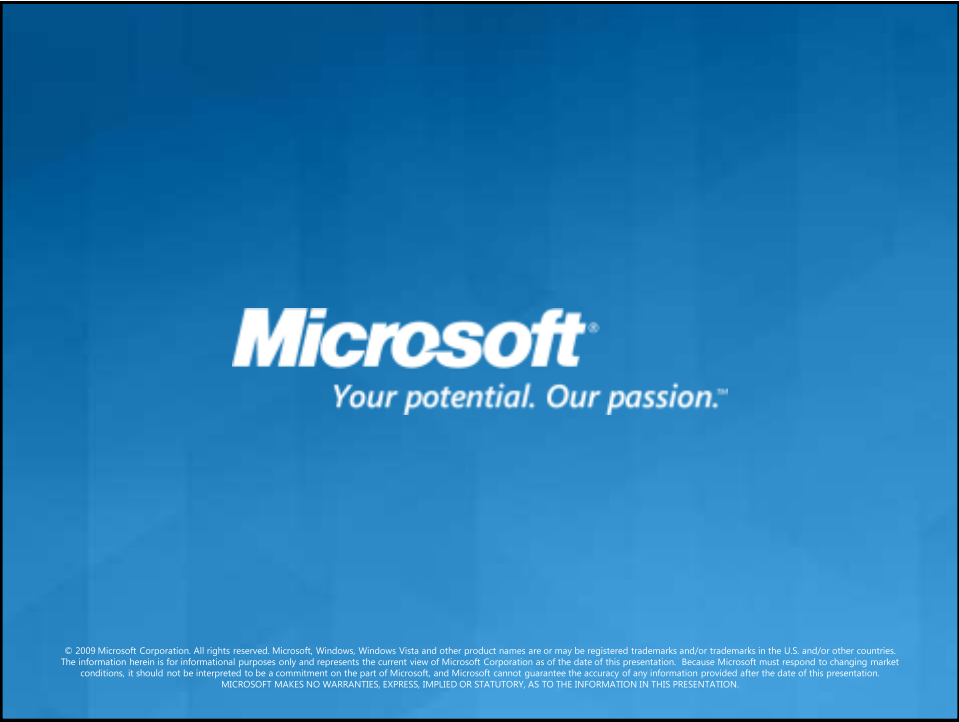 Microsoft®
Your potential. Our passion.™
© 2009 Microsoft Corporation. All rights reserved. Microsoft, Windows, Windows Vista and other product names are or may be registered trademarks and/or trademarks in the U.S. and/or other countries.
The information herein is for informational purposes only and represents the current view of Microsoft Corporation as of the date of this presentation.  Because Microsoft must respond to changing market
conditions, it should not be interpreted to be a commitment on the part of Microsoft, and Microsoft cannot guarantee the accuracy of any information provided after the date of this presentation.
MICROSOFT MAKES NO WARRANTIES, EXPRESS, IMPLIED OR STATUTORY, AS TO THE INFORMATION IN THIS PRESENTATION.